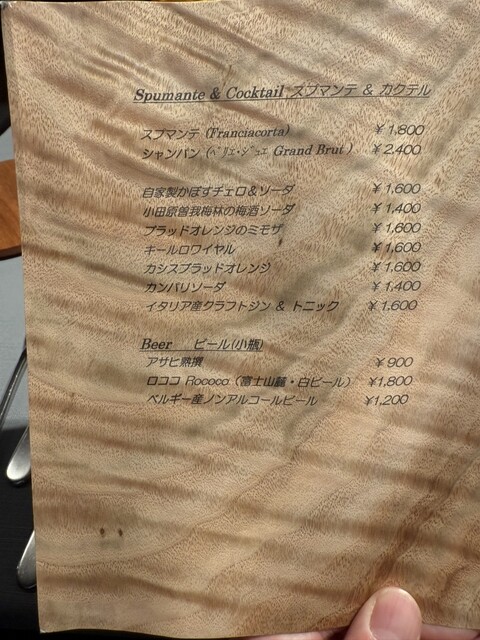 Spumante & Cocktail スプマンテ & カクテル
スプマンテ (Franciacorta) ¥1,800
シャンパン (ﾍﾟﾘｴ・ｼﾞｭｴ Grand Brut ) ¥2,400
自家製かぼすチェロ&ソーダ ¥1,600
小田原曽我梅林の梅酒ソーダ ¥1,400
ブラッドオレンジのミモザ ¥1,600
キールロワイヤル ¥1,600
カシスブラッドオレンジ ¥1,600
カンパリソーダ ¥1,400
イタリア産クラフトジン & トニック ¥1,600
Beer ビール(小瓶)
アサヒ熟撰 ¥900
ロココ Rococo（富士山麓・白ビール） ¥1,800
ベルギー産ノンアルコールビール ¥1,200